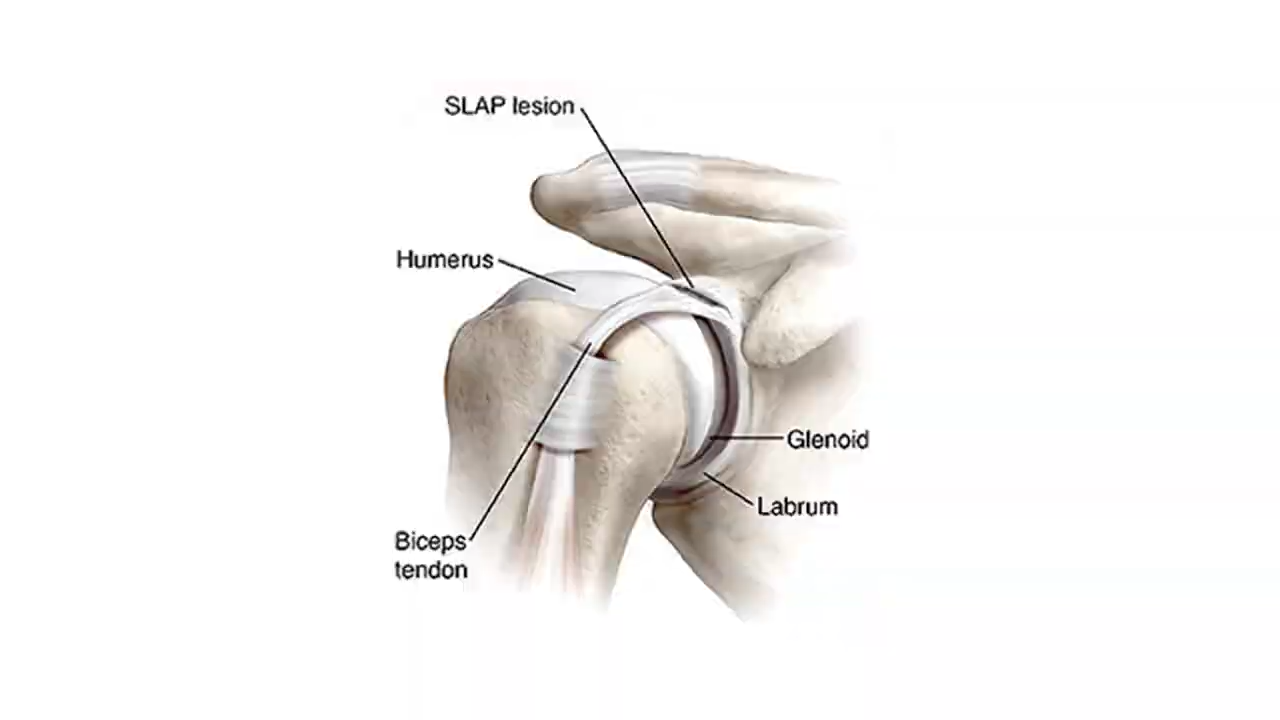 SLAP lesion
Humerus
Glenoid
Labrum
Biceps
tendon